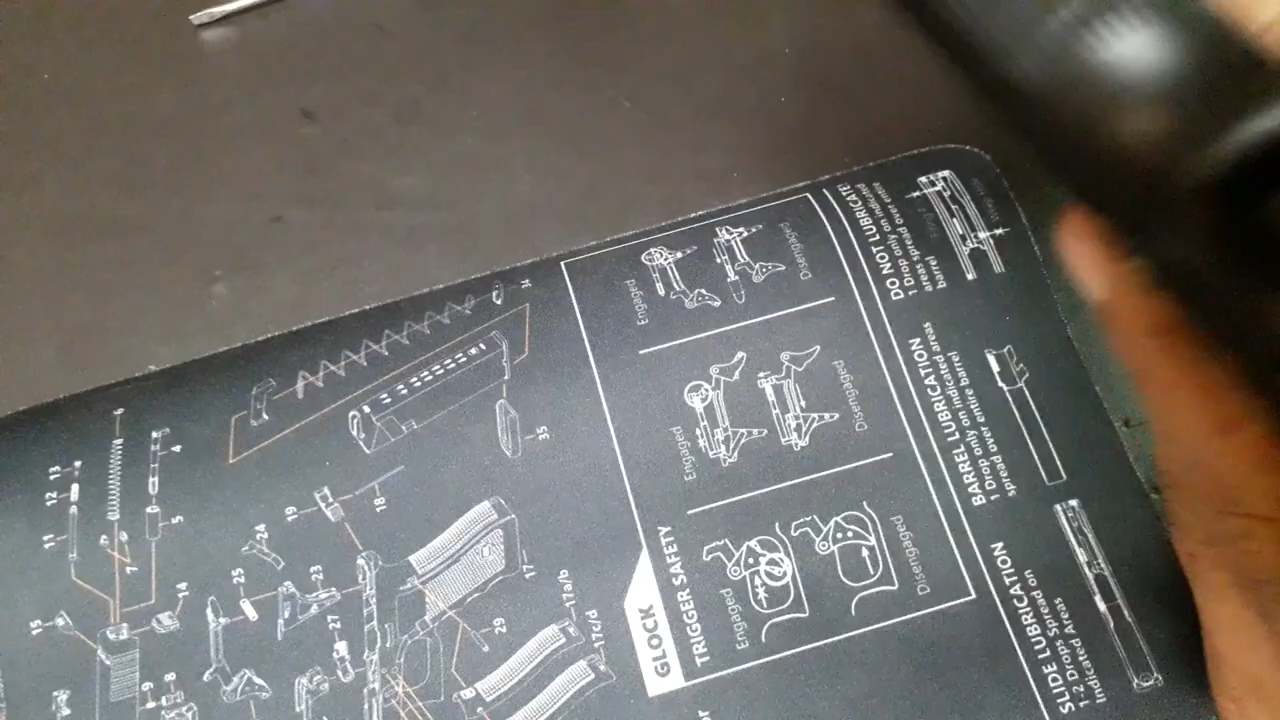 GLOCK
TRIGGER SAFETY
Engaged
Disengaged
Engaged
Disengaged
Engaged
Disengaged
SLIDE LUBRICATION
1-2 Drops Spread on
Indicated Areas
BARREL LUBRICATION
1 Drop only on indicated areas
spread over entire barrel
DO NOT LUBRICATE
1 Drop only on indicated
areas spread over entire
barrel
11
12
13
4
5
7
14
15
8
9
19
18
24
25
23
27
29
17
17a/b
17c/d
35